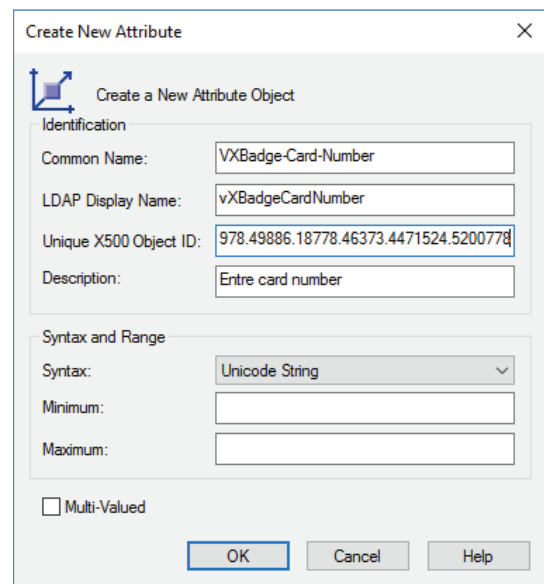 Create New Attribute
Create a New Attribute Object
Identification
Common Name: VXBadge-Card-Number
LDAP Display Name: vXBadgeCardNumber
Unique X500 Object ID: 978.49886.18778.46373.4471524.5200778
Description: Entre card number
Syntax and Range
Syntax: Unicode String
Minimum:
Maximum:
Multi-Valued
OK Cancel Help